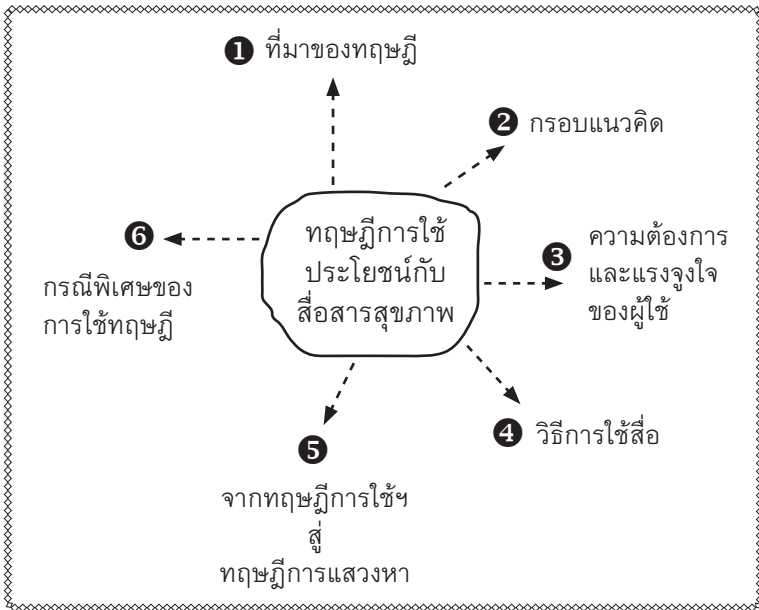 ❶ ที่มาของทฤษฎี
❷ กรอบแนวคิด
ทฤษฎีการใช้
ประโยชน์กับ
สื่อสารสุขภาพ
❸ ความต้องการ
และแรงจูงใจ
ของผู้ใช้
❹ วิธีการใช้สื่อ
❺
จากทฤษฎีการใช้ฯ
สู่
ทฤษฎีการแสวงหา
❻
กรณีพิเศษของ
การใช้ทฤษฎี